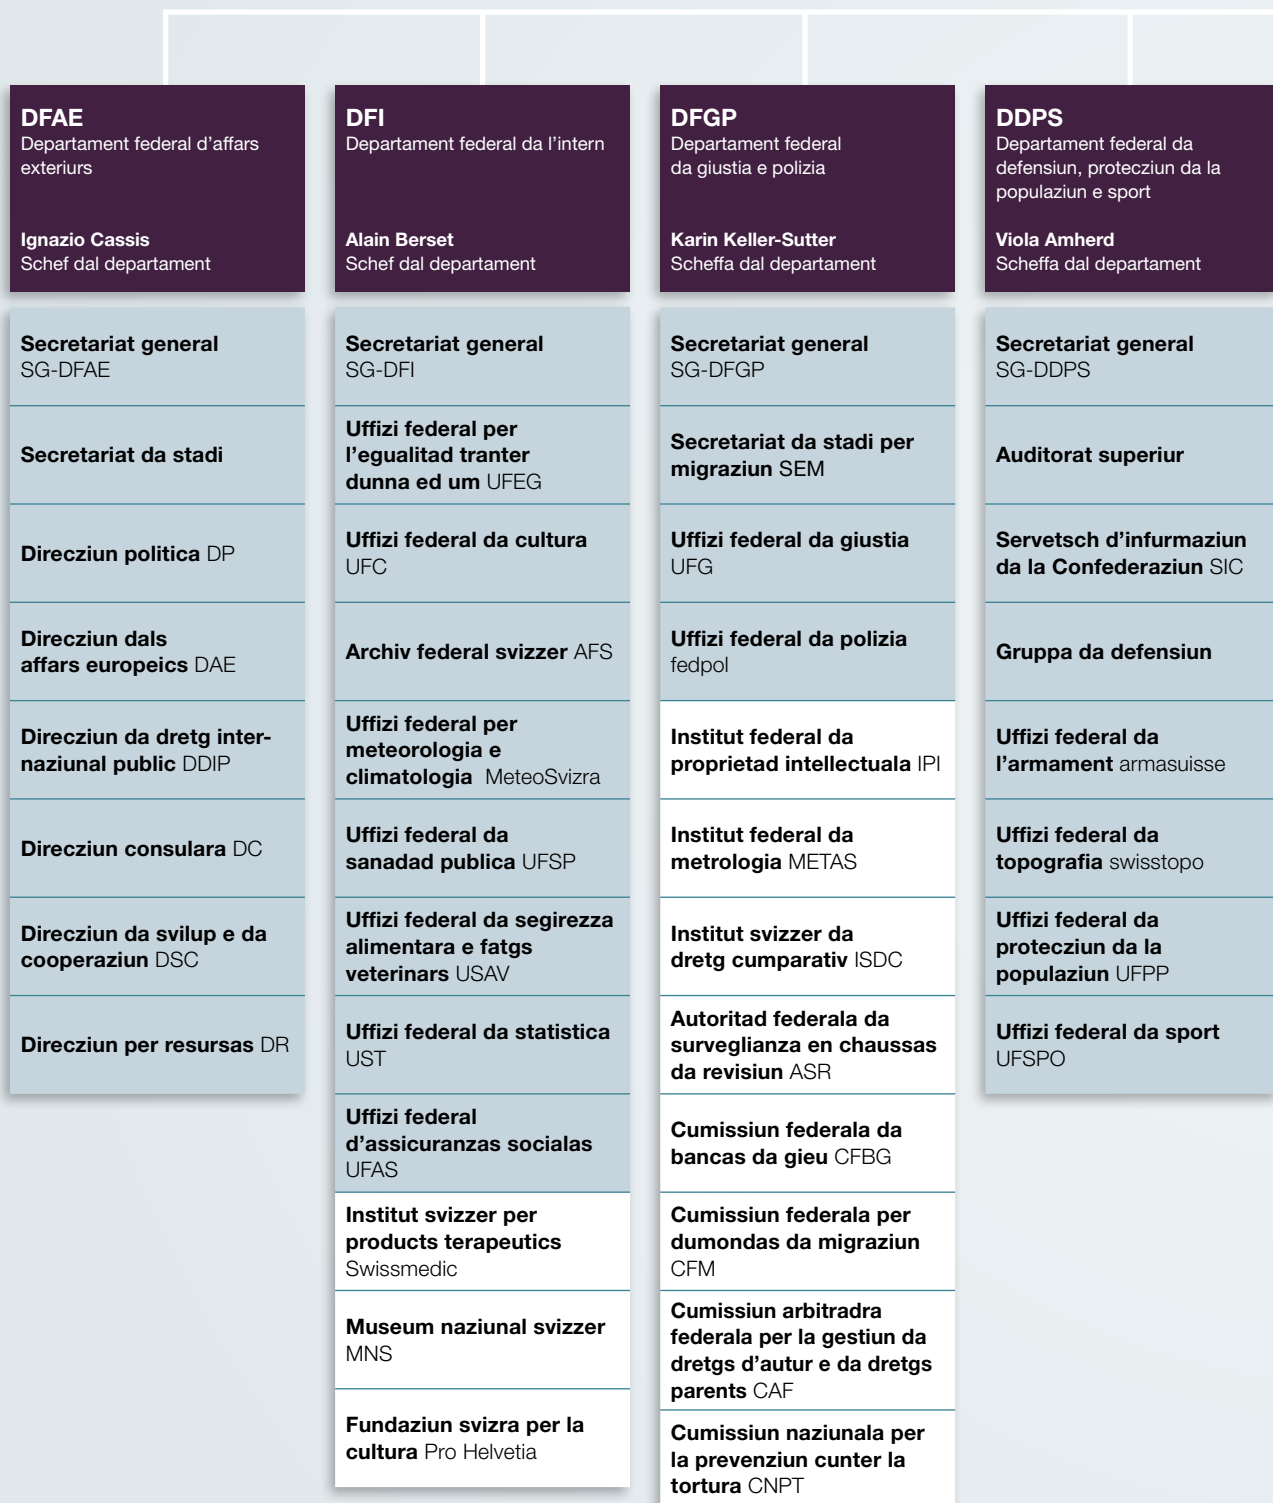 DFAE
Departament federal d’affars
exteriurs
Ignazio Cassis
Schef dal departament
Secretariat general
SG-DFAE
Secretariat da stadi
Direcziun politica DP
Direcziun dals
affars europeics DAE
Direcziun da dretg inter-
naziunal public DDIP
Direcziun consulara DC
Direcziun da svilup e da
cooperaziun DSC
Direcziun per resursas DR
DFI
Departament federal da l’intern
Alain Berset
Schef dal departament
Secretariat general
SG-DFI
Uffizi federal per
l’egualitad tranter
dunna ed um UFEG
Uffizi federal da cultura
UFC
Archiv federal svizzer AFS
Uffizi federal per
meteorologia e
climatologia MeteoSvizra
Uffizi federal da
sanadad publica UFSP
Uffizi federal da segirezza
alimentara e fatgs
veterinars USAV
Uffizi federal da statistica
UST
Uffizi federal
d’assicuranzas socialas
UFAS
Institut svizzer per
products terapeutics
Swissmedic
Museum naziunal svizzer
MNS
Fundaziun svizra per la
cultura Pro Helvetia
DFGP
Departament federal
da giustia e polizia
Karin Keller-Sutter
Scheffa dal departament
Secretariat general
SG-DFGP
Secretariat da stadi per
migraziun SEM
Uffizi federal da giustia
UFG
Uffizi federal da polizia
fedpol
Institut federal da
proprietad intellectuala IPI
Institut federal da
metrologia METAS
Institut svizzer da
dretg cumparativ ISDC
Autoritad federala da
surveglianza en chaussas
da revisiun ASR
Cumissiun federala da
bancas da gieu CFBG
Cumissiun federala per
dumondas da migraziun
CFM
Cumissiun arbitradra
federala per la gestiun da
dretgs d’autur e da dretgs
parents CAF
Cumissiun naziunala per
la prevenziun cunter la
tortura CNPT
DDPS
Departament federal da
defensiun, protecziun da la
populaziun e sport
Viola Amherd
Scheffa dal departament
Secretariat general
SG-DDPS
Auditorat superiur
Servetsch d’infurmaziun
da la Confederaziun SIC
Gruppa da defensiun
Uffizi federal da
l’armament armasuisse
Uffizi federal da
topografia swisstopo
Uffizi federal da
protecziun da la
populaziun UFPP
Uffizi federal da sport
UFSPO